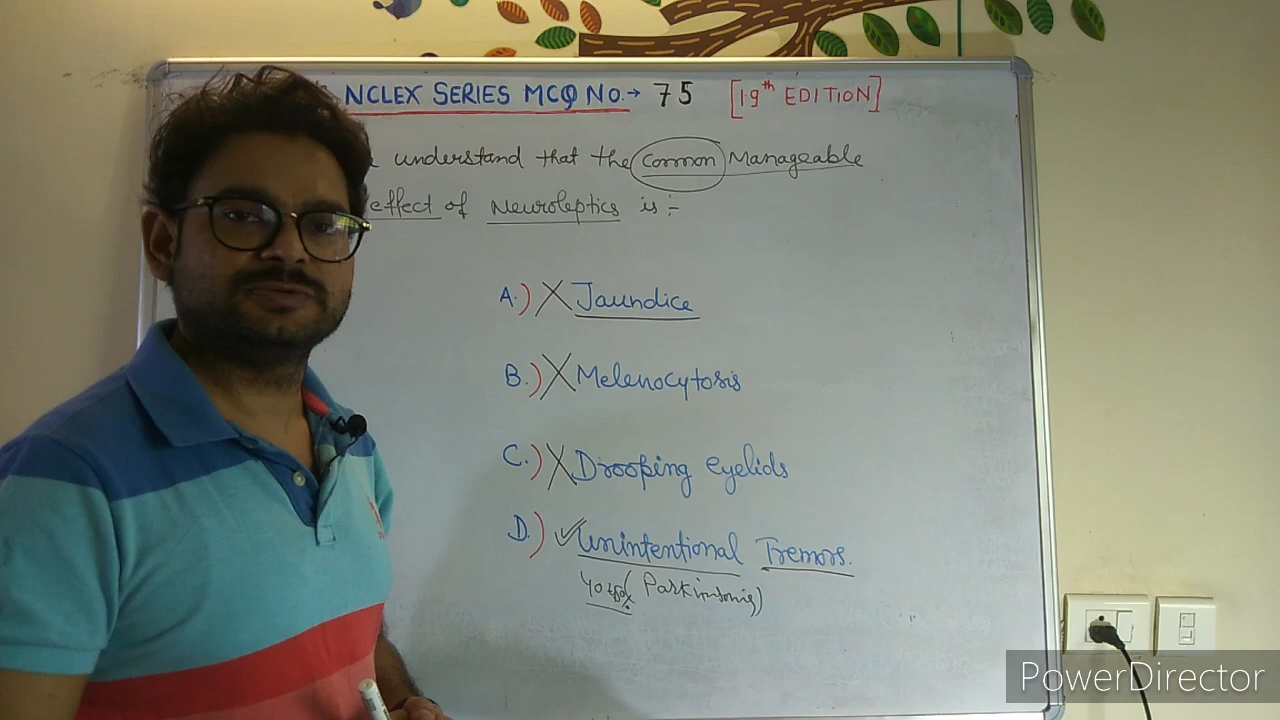 NCLEX SERIES MCQ NO.→ 75 [19th EDITION]
understand that the common Manageable
effect of Neuroleptics is :-
A.) X Jaundice
B.) X Melenocytosis
C.) X Drooping eyelids
D.) ✓ Unintentional Tremors.
Parkinsonis)
PowerDirector